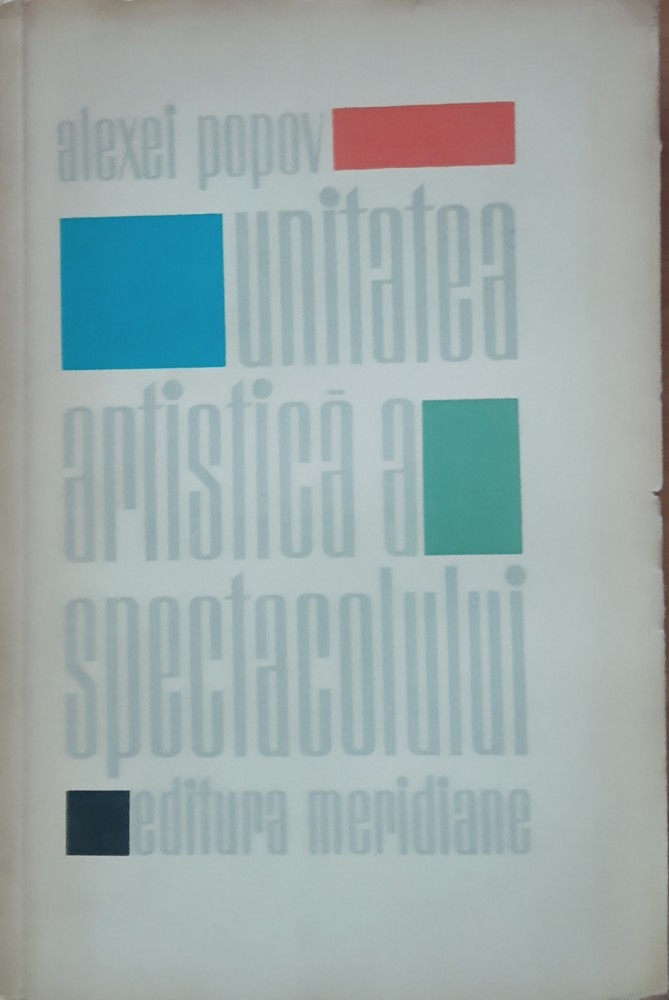 alexei popov
unitatea
artistică a
spectacolului
editura meridiane